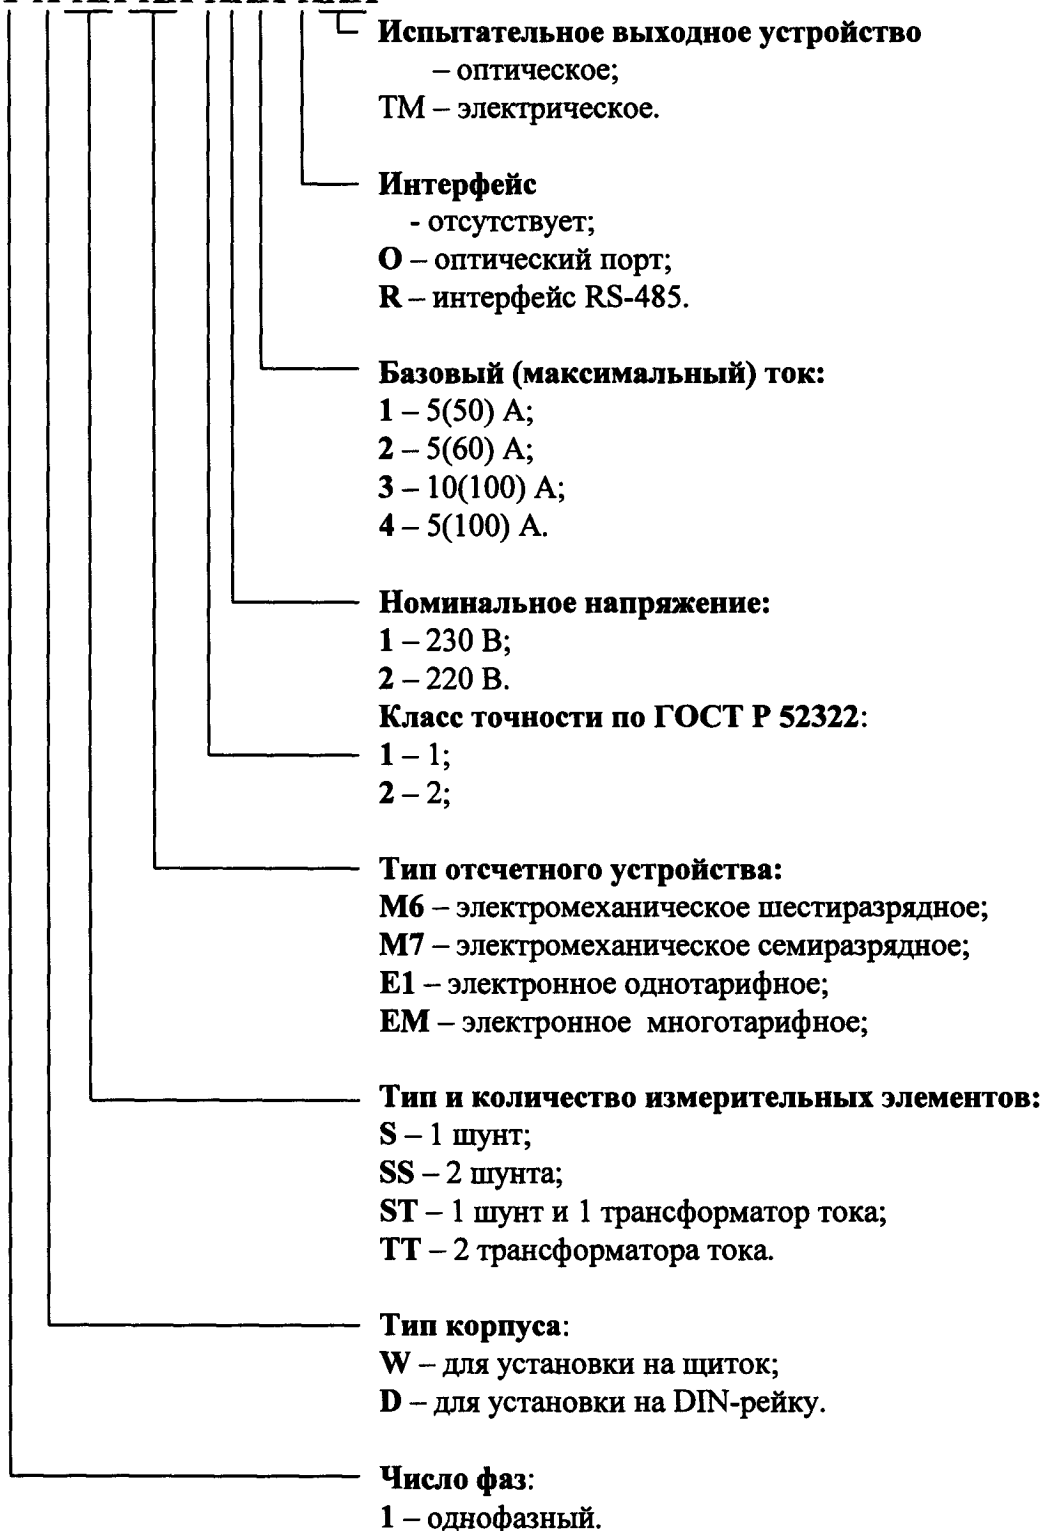 Испытательное выходное устройство
– оптическое;
ТМ – электрическое.
Интерфейс
- отсутствует;
О – оптический порт;
R – интерфейс RS-485.
Базовый (максимальный) ток:
1 – 5(50) А;
2 – 5(60) А;
3 – 10(100) А;
4 – 5(100) А.
Номинальное напряжение:
1 – 230 В;
2 – 220 В.
Класс точности по ГОСТ Р 52322:
1 – 1;
2 – 2;
Тип отсчетного устройства:
М6 – электромеханическое шестиразрядное;
М7 – электромеханическое семиразрядное;
Е1 – электронное однотарифное;
ЕМ – электронное многотарифное;
Тип и количество измерительных элементов:
S – 1 шунт;
SS – 2 шунта;
ST – 1 шунт и 1 трансформатор тока;
ТТ – 2 трансформатора тока.
Тип корпуса:
W – для установки на щиток;
D – для установки на DIN-рейку.
Число фаз:
1 – однофазный.